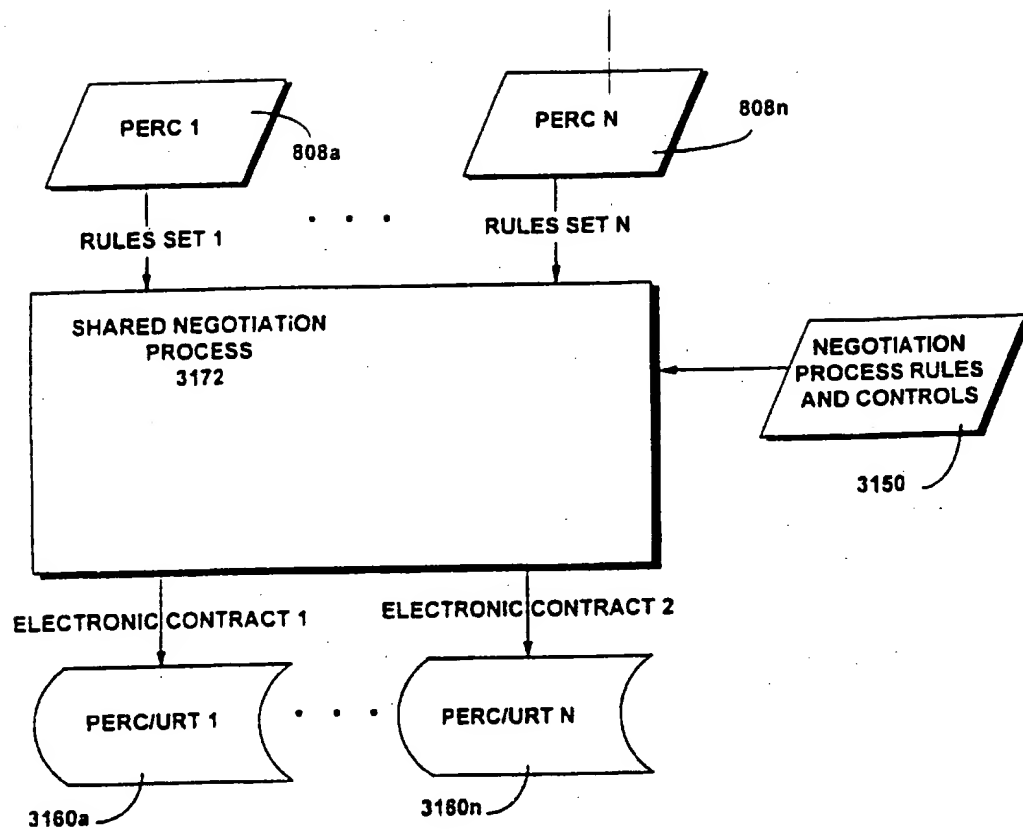 PERC 1
808a
PERC N
808n
RULES SET 1
. . .
RULES SET N
SHARED NEGOTIATION
PROCESS
3172
NEGOTIATION
PROCESS RULES
AND CONTROLS
3150
ELECTRONIC CONTRACT 1
ELECTRONIC CONTRACT 2
PERC/URT 1
. . .
PERC/URT N
3160a
3160n